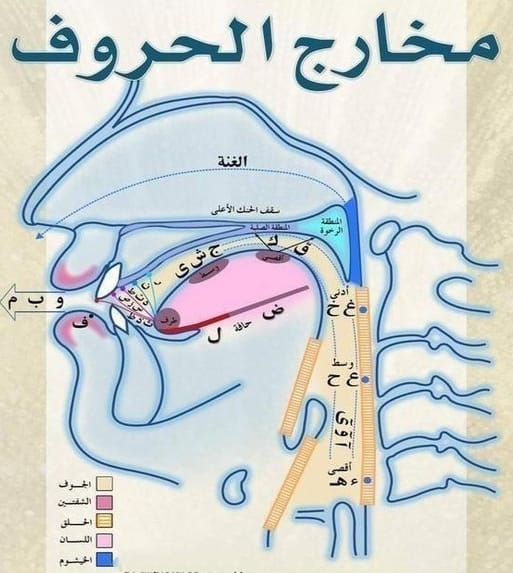 مخارج الحروف
الغنة
سقف الحنك الأعلى
المنطقة الصلبة
المنطقة الرخوة
ق
ك
أقصى
ج ش ي
وسط
و ب م
ف
طرف
ض
حافة
ل
أدنى
غ خ
وسط
ع ح
ا و ي
أقصى
ء ه
الجوف
الشفتين
الحلق
اللسان
الخيشوم